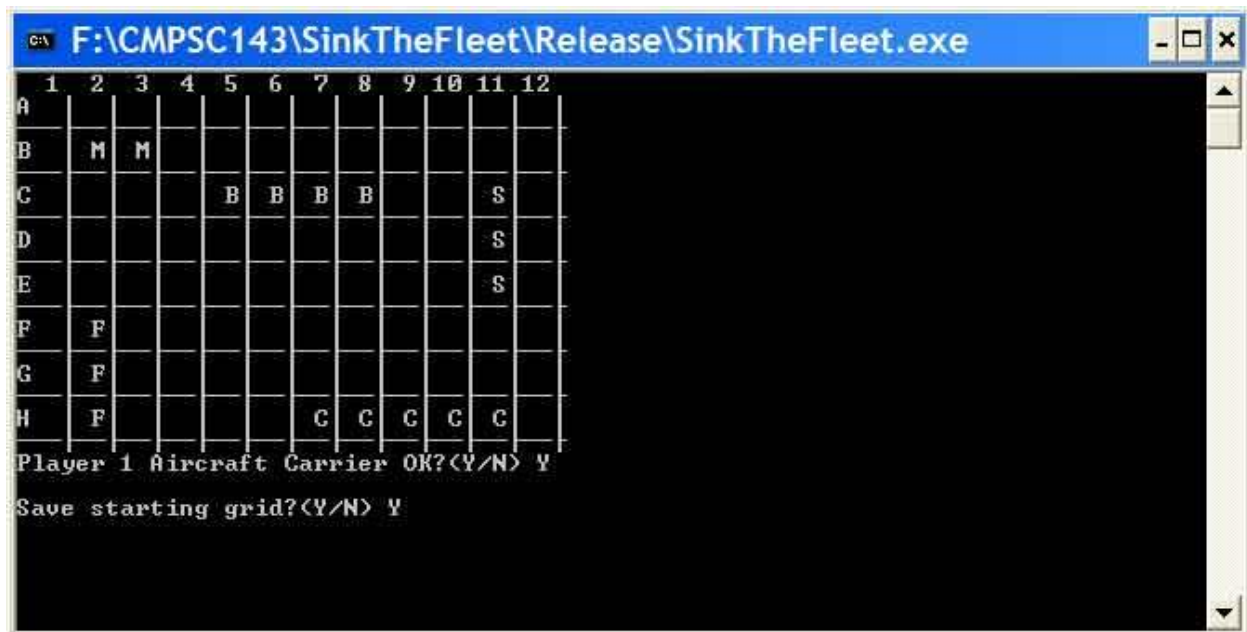 F:\CMPSC143\SinkTheFleet\Release\SinkTheFleet.exe
1 2 3 4 5 6 7 8 9 10 11 12
A
B M M
C B B B B S
D S
E S
F F
G F
H F C C C C C
Player 1 Aircraft Carrier OK?(Y/N) Y
Save starting grid?(Y/N) Y